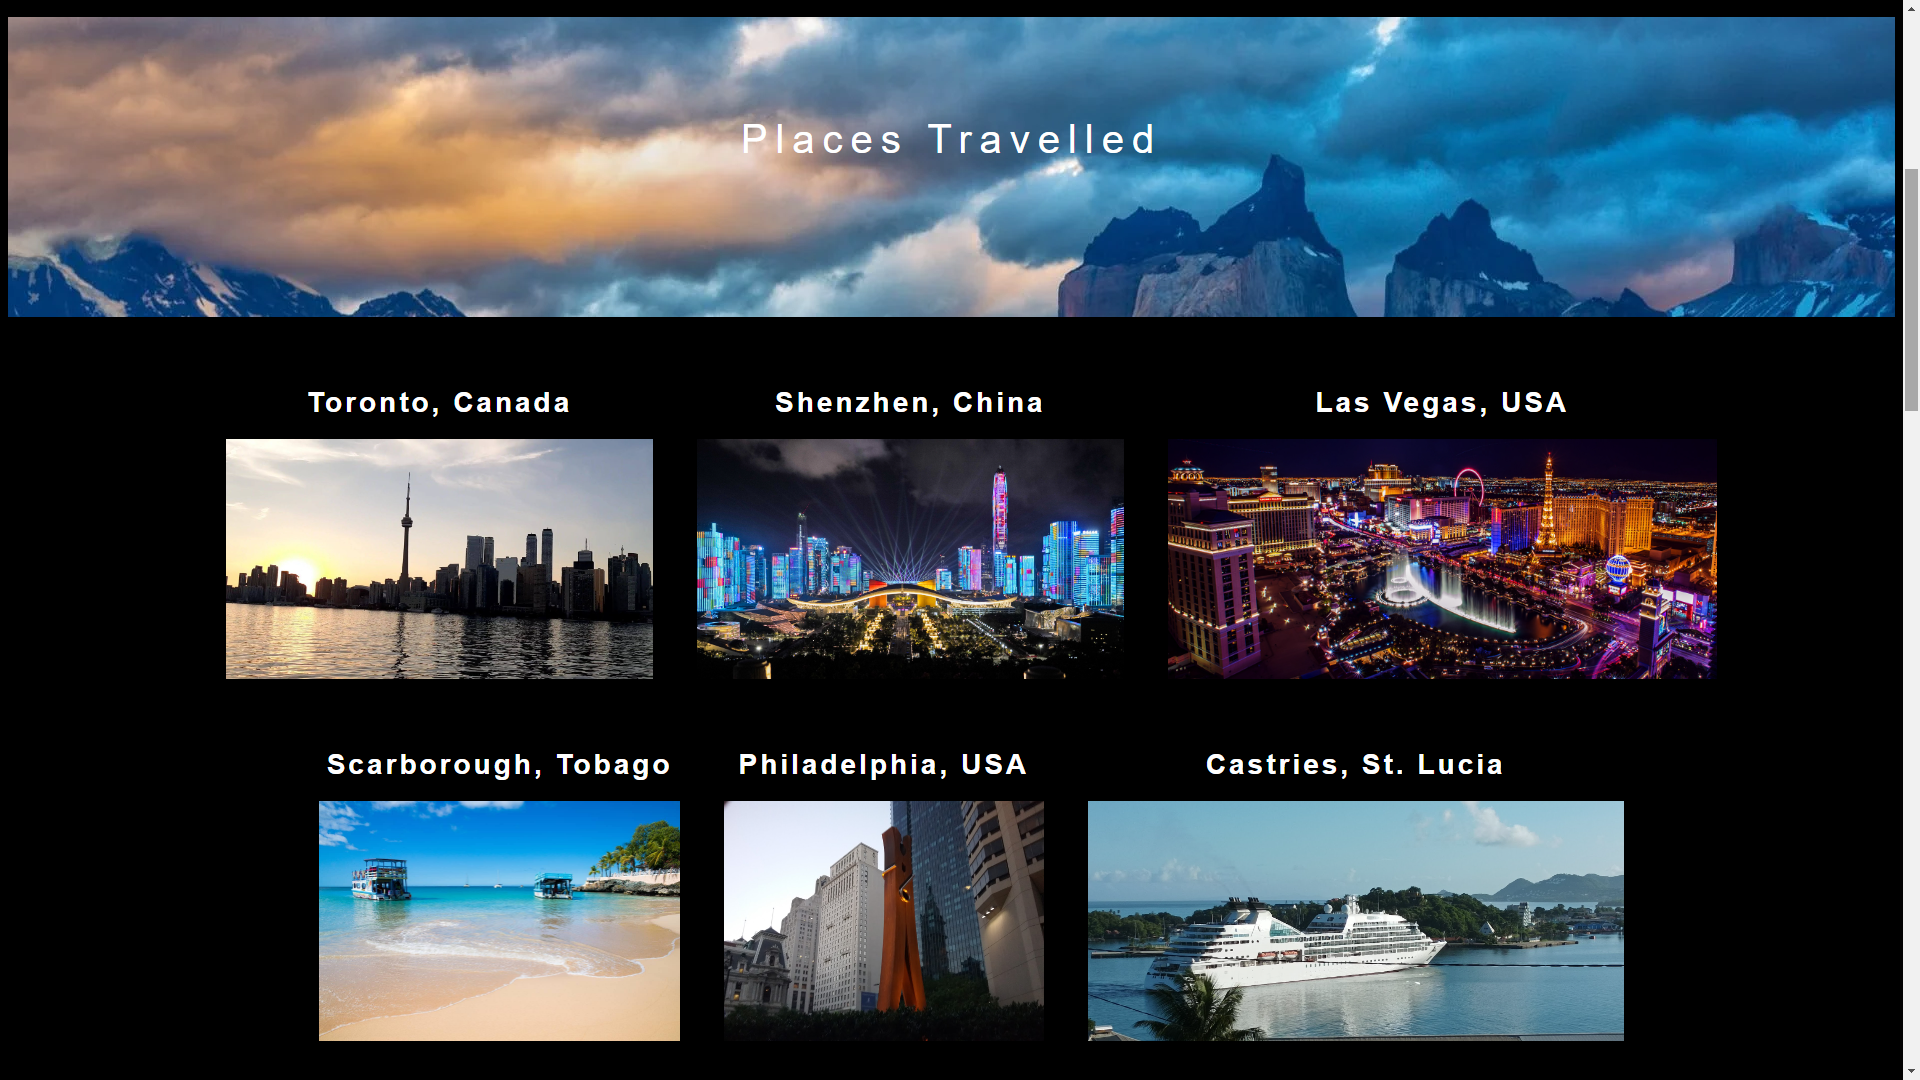 Places Travelled
Toronto, Canada
Shenzhen, China
Las Vegas, USA
Scarborough, Tobago
Philadelphia, USA
Castries, St. Lucia